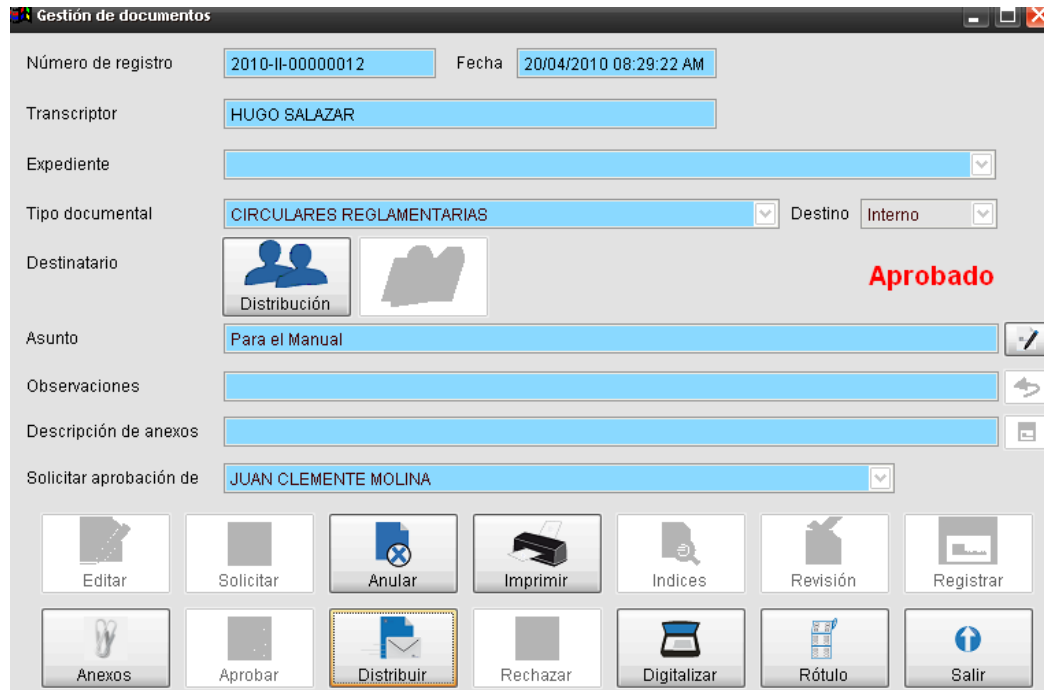 Gestión de documentos
Número de registro 2010-II-00000012 Fecha 20/04/2010 08:29:22 AM
Transcriptor HUGO SALAZAR
Expediente
Tipo documental CIRCULARES REGLAMENTARIAS Destino Interno
Destinatario
Distribución
Aprobado
Asunto Para el Manual
Observaciones
Descripción de anexos
Solicitar aprobación de JUAN CLEMENTE MOLINA
Editar Solicitar Anular Imprimir Indices Revisión Registrar
Anexos Aprobar Distribuir Rechazar Digitalizar Rótulo Salir